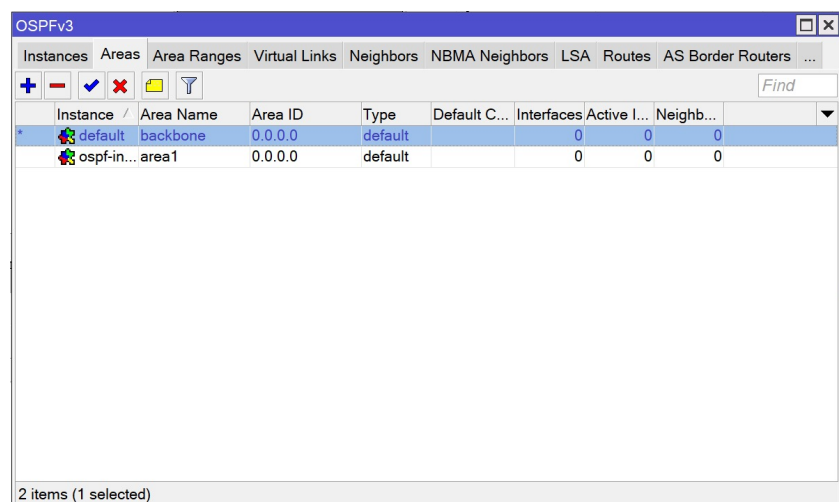 OSPFv3
Instances Areas Area Ranges Virtual Links Neighbors NBMA Neighbors LSA Routes AS Border Routers ...
Find
Instance Area Name Area ID Type Default C... Interfaces Active I... Neighb...
* default backbone 0.0.0.0 default 0 0 0
ospf-in... area1 0.0.0.0 default 0 0 0
2 items (1 selected)